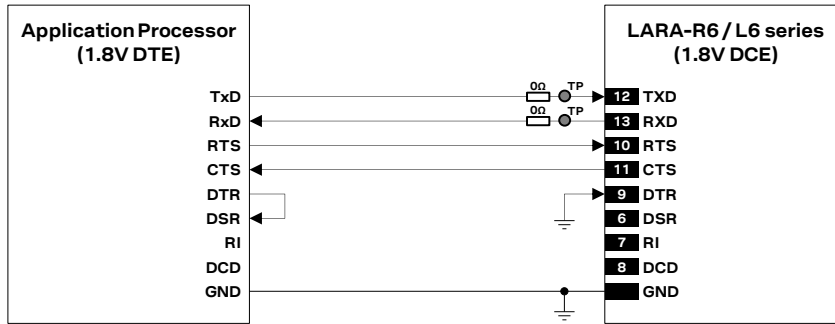 Application Processor
(1.8V DTE)
LARA-R6 / L6 series
(1.8V DCE)
TxD 0Ω TP 12 TXD
RxD 0Ω TP 13 RXD
RTS 10 RTS
CTS 11 CTS
DTR 9 DTR
DSR 6 DSR
RI 7 RI
DCD 8 DCD
GND GND